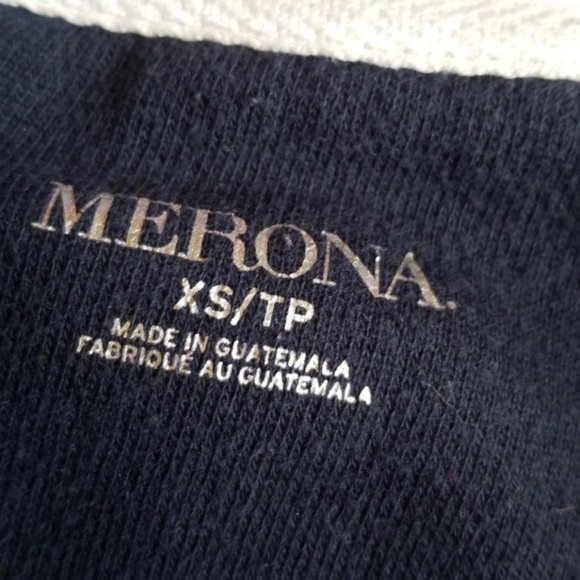 MERONA.
XS/TP
MADE IN GUATEMALA
FABRIQUÉ AU GUATEMALA